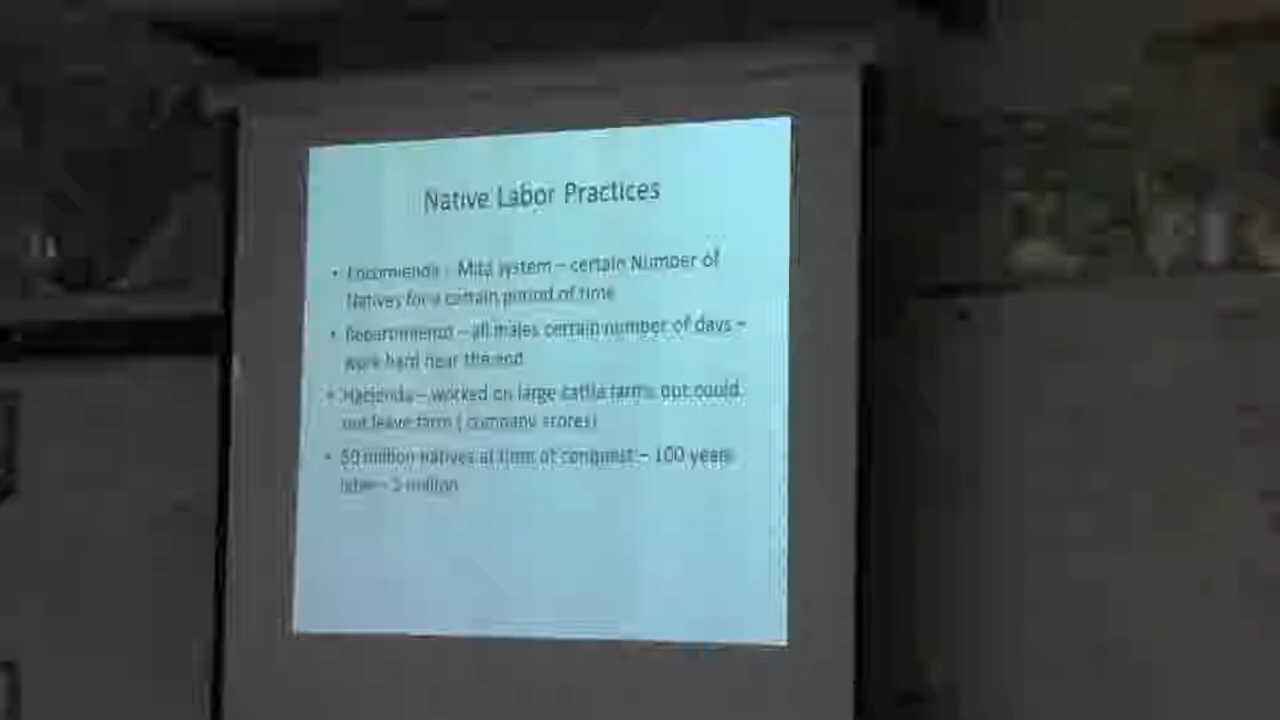 Native Labor Practices
• Encomienda - Mita system – certain Number of
Natives for a certain period of time
• Repartimiento – all males certain number of days –
work hard near the end
• Hacienda – worked on large cattle farms but could
not leave farm ( company stores)
• 50 million natives at time of conquest – 100 years
later – million